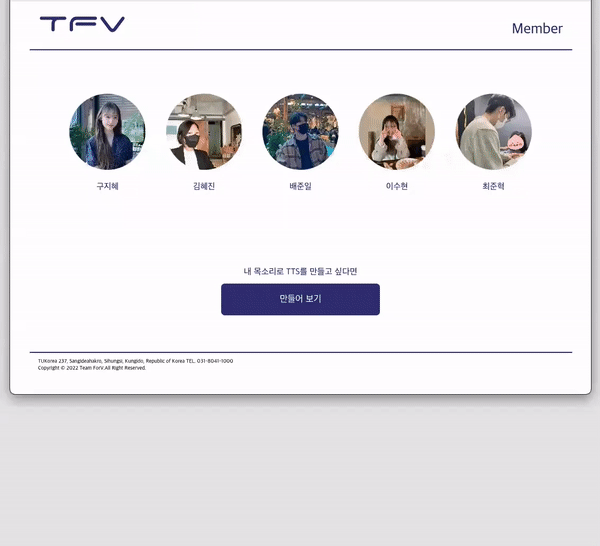 TFV
Member
구지혜
김혜진
배준일
이수현
최준혁
내 목소리로 TTS를 만들고 싶다면
만들어 보기
TUKorea 237, Sangideahakro, Sihungsi, Kungido, Republic of Korea TEL. 031-8041-1000
Copyright © 2022 Team ForV.All Right Reserved.